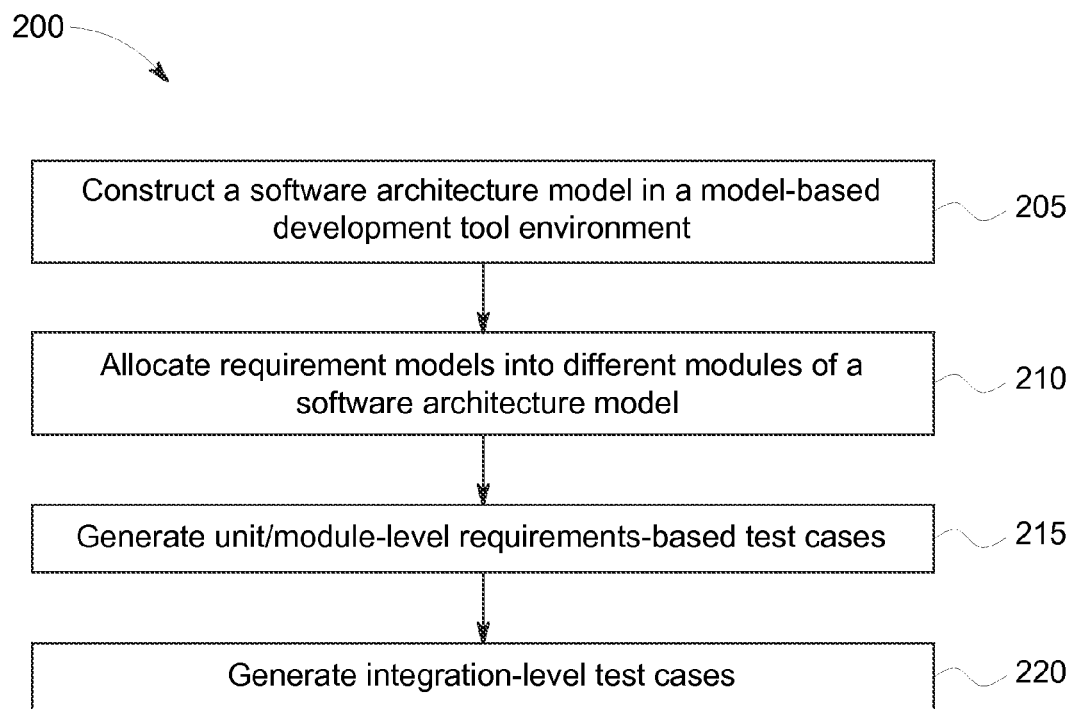 200
Construct a software architecture model in a model-based
development tool environment
205
Allocate requirement models into different modules of a
software architecture model
210
Generate unit/module-level requirements-based test cases
215
Generate integration-level test cases
220